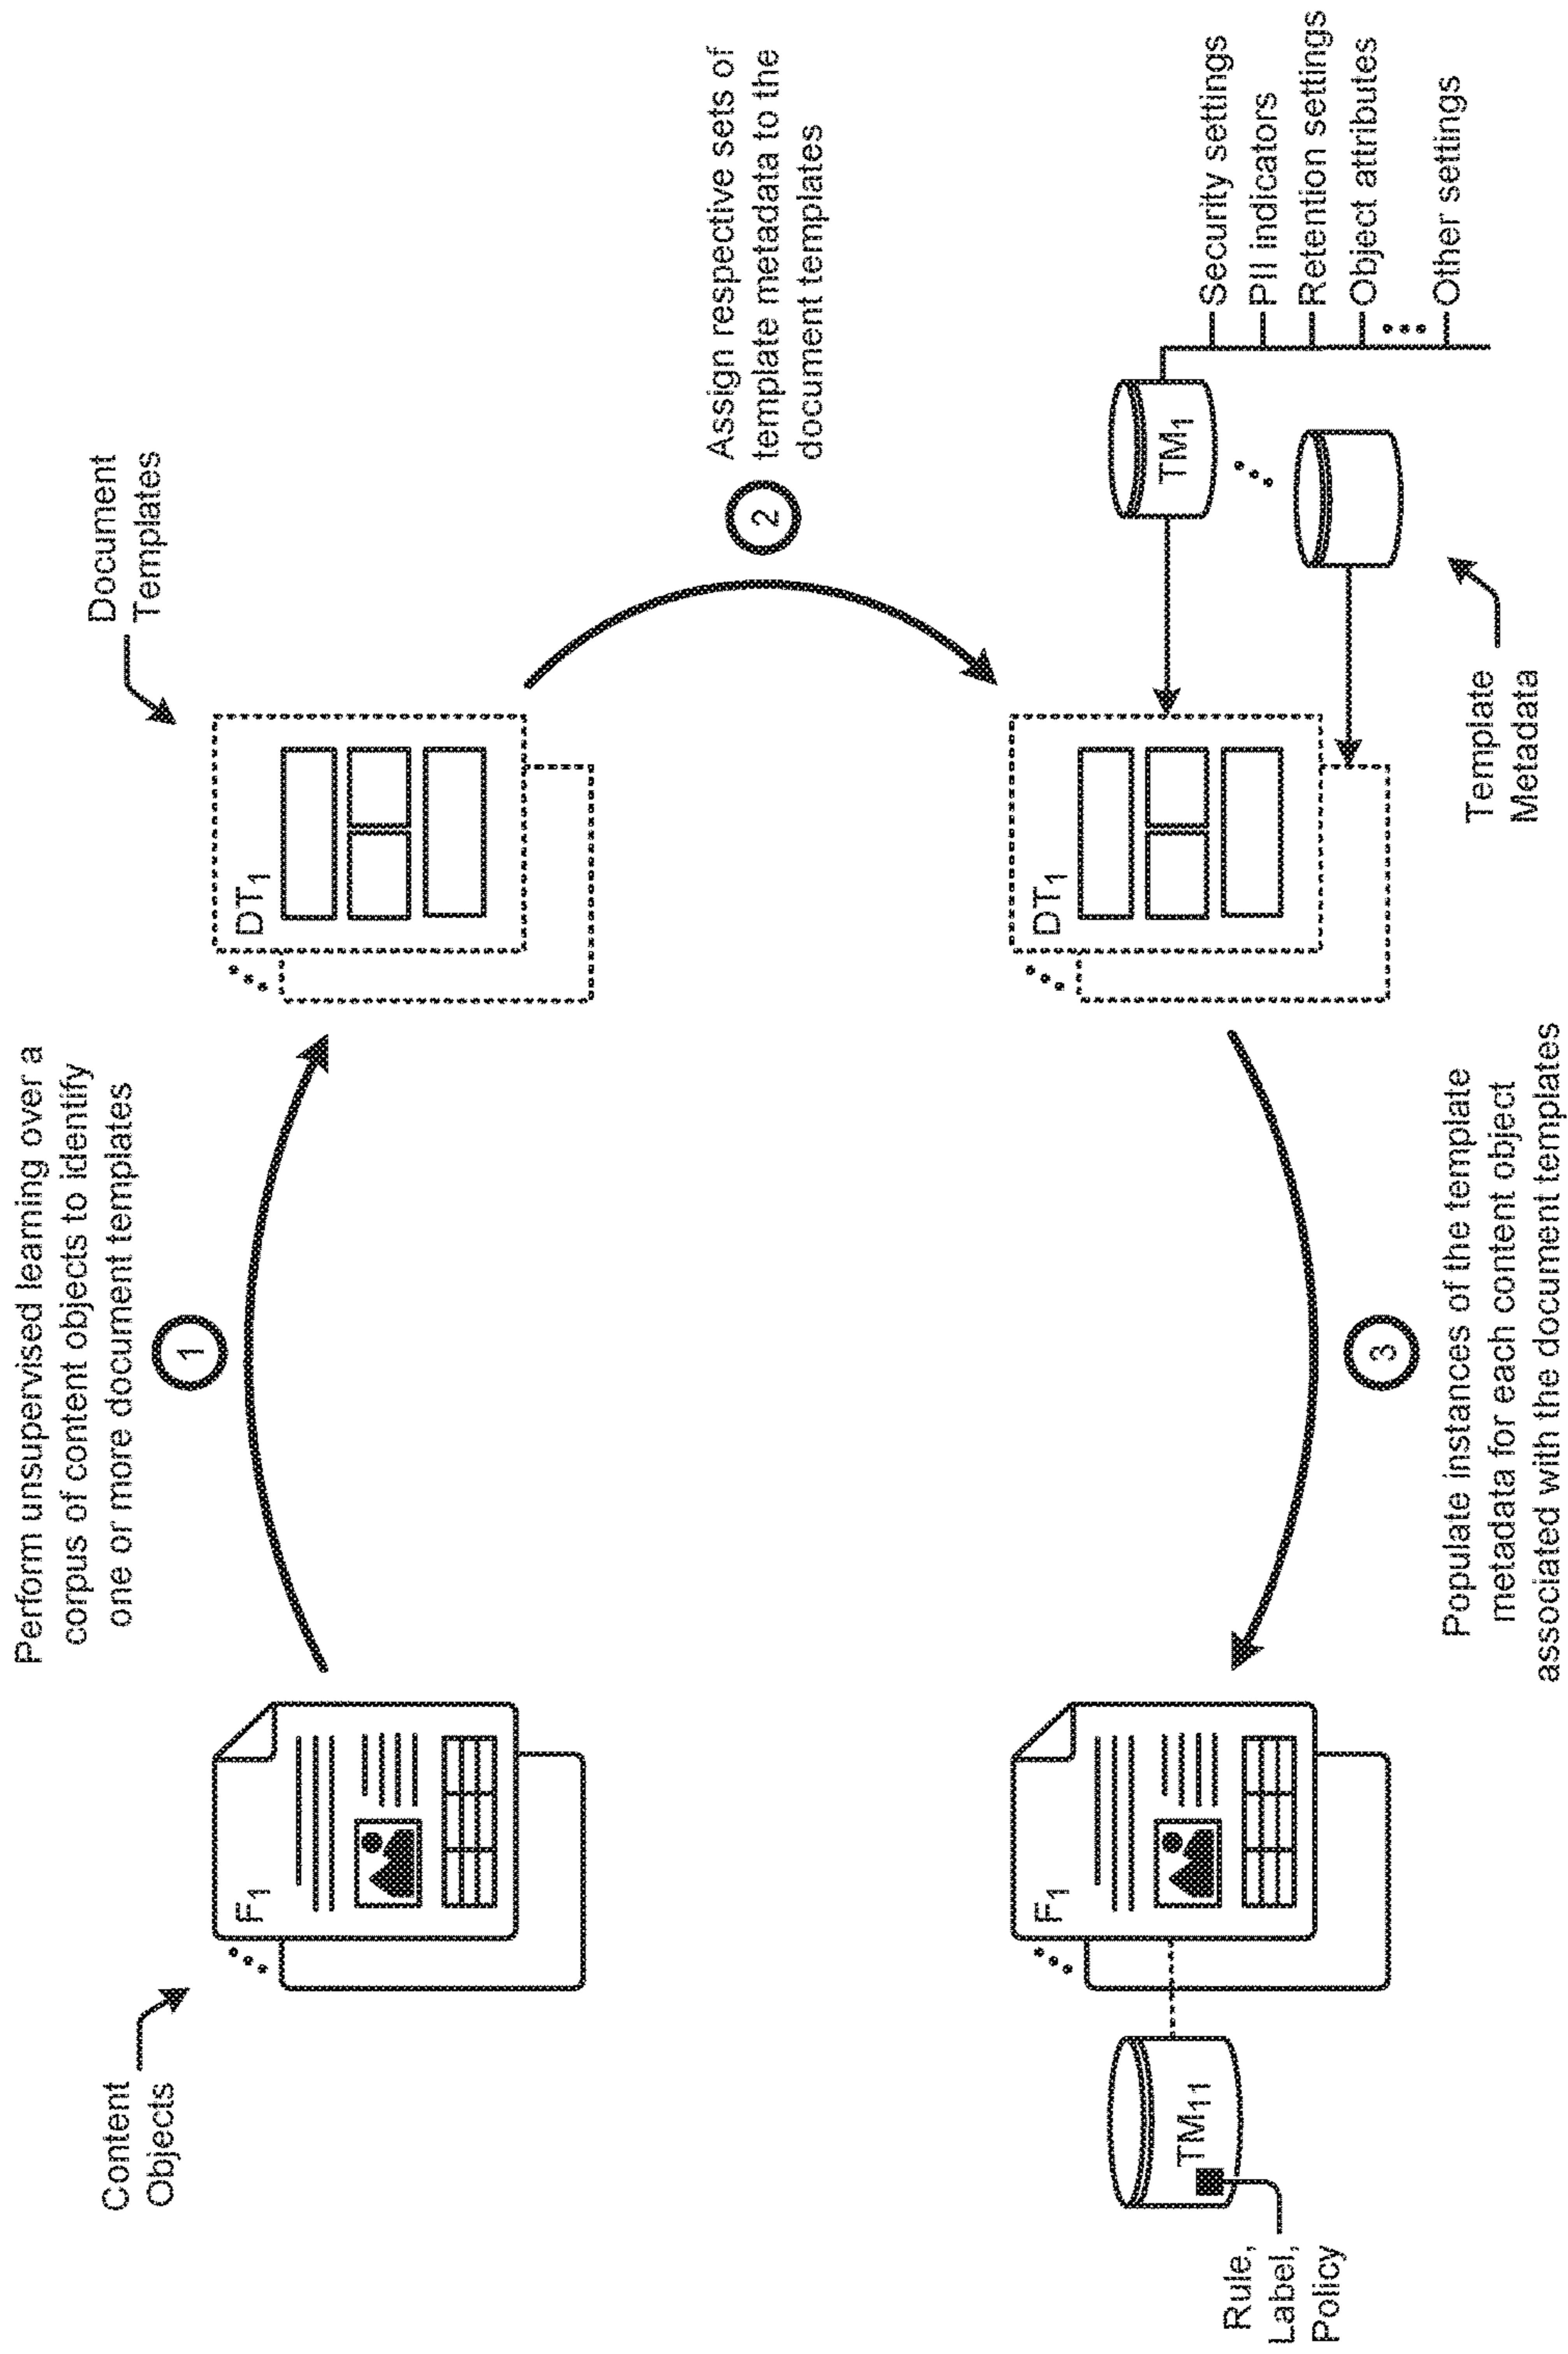 Content
Objects
F1
Perform unsupervised learning over a
corpus of content objects to identify
one or more document templates
1
Document
Templates
DT1
Assign respective sets of
template metadata to the
document templates
2
Rule,
Label,
Policy
TM11
F1
Populate instances of the template
metadata for each content object
associated with the document templates
3
DT1
Template
Metadata
TM1
Security settings
PII indicators
Retention settings
Object attributes
Other settings